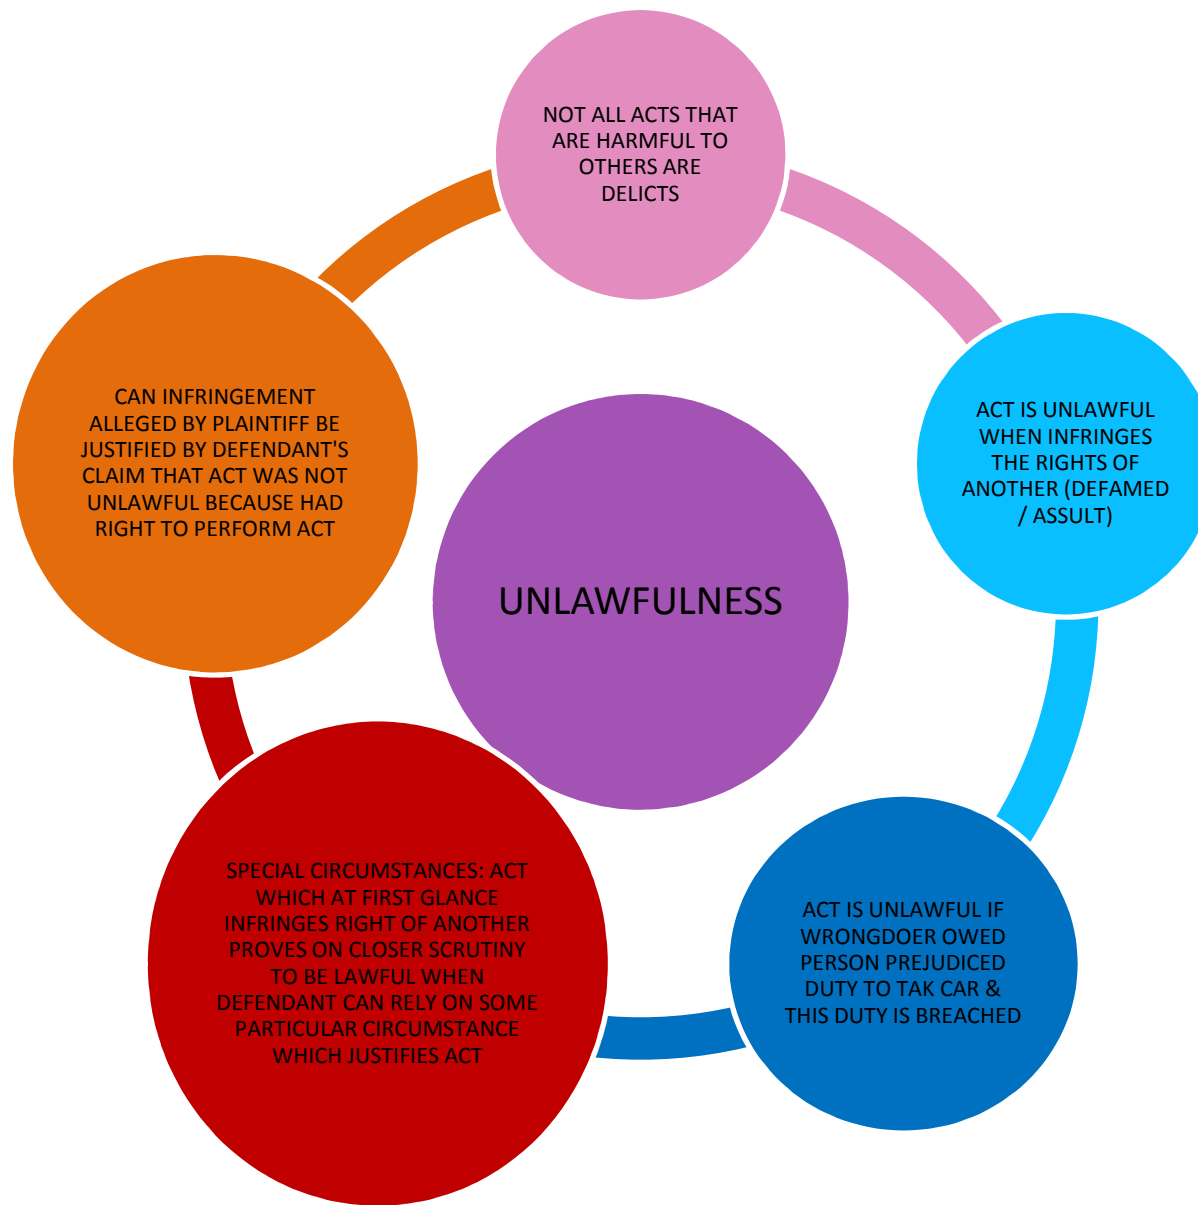 NOT ALL ACTS THAT
ARE HARMFUL TO
OTHERS ARE
DELICTS
ACT IS UNLAWFUL
WHEN INFRINGES
THE RIGHTS OF
ANOTHER (DEFAMED
/ ASSULT)
ACT IS UNLAWFUL IF
WRONGDOER OWED
PERSON PREJUDICED
DUTY TO TAK CAR &
THIS DUTY IS BREACHED
SPECIAL CIRCUMSTANCES: ACT
WHICH AT FIRST GLANCE
INFRINGES RIGHT OF ANOTHER
PROVES ON CLOSER SCRUTINY
TO BE LAWFUL WHEN
DEFENDANT CAN RELY ON SOME
PARTICULAR CIRCUMSTANCE
WHICH JUSTIFIES ACT
CAN INFRINGEMENT
ALLEGED BY PLAINTIFF BE
JUSTIFIED BY DEFENDANT'S
CLAIM THAT ACT WAS NOT
UNLAWFUL BECAUSE HAD
RIGHT TO PERFORM ACT
UNLAWFULNESS